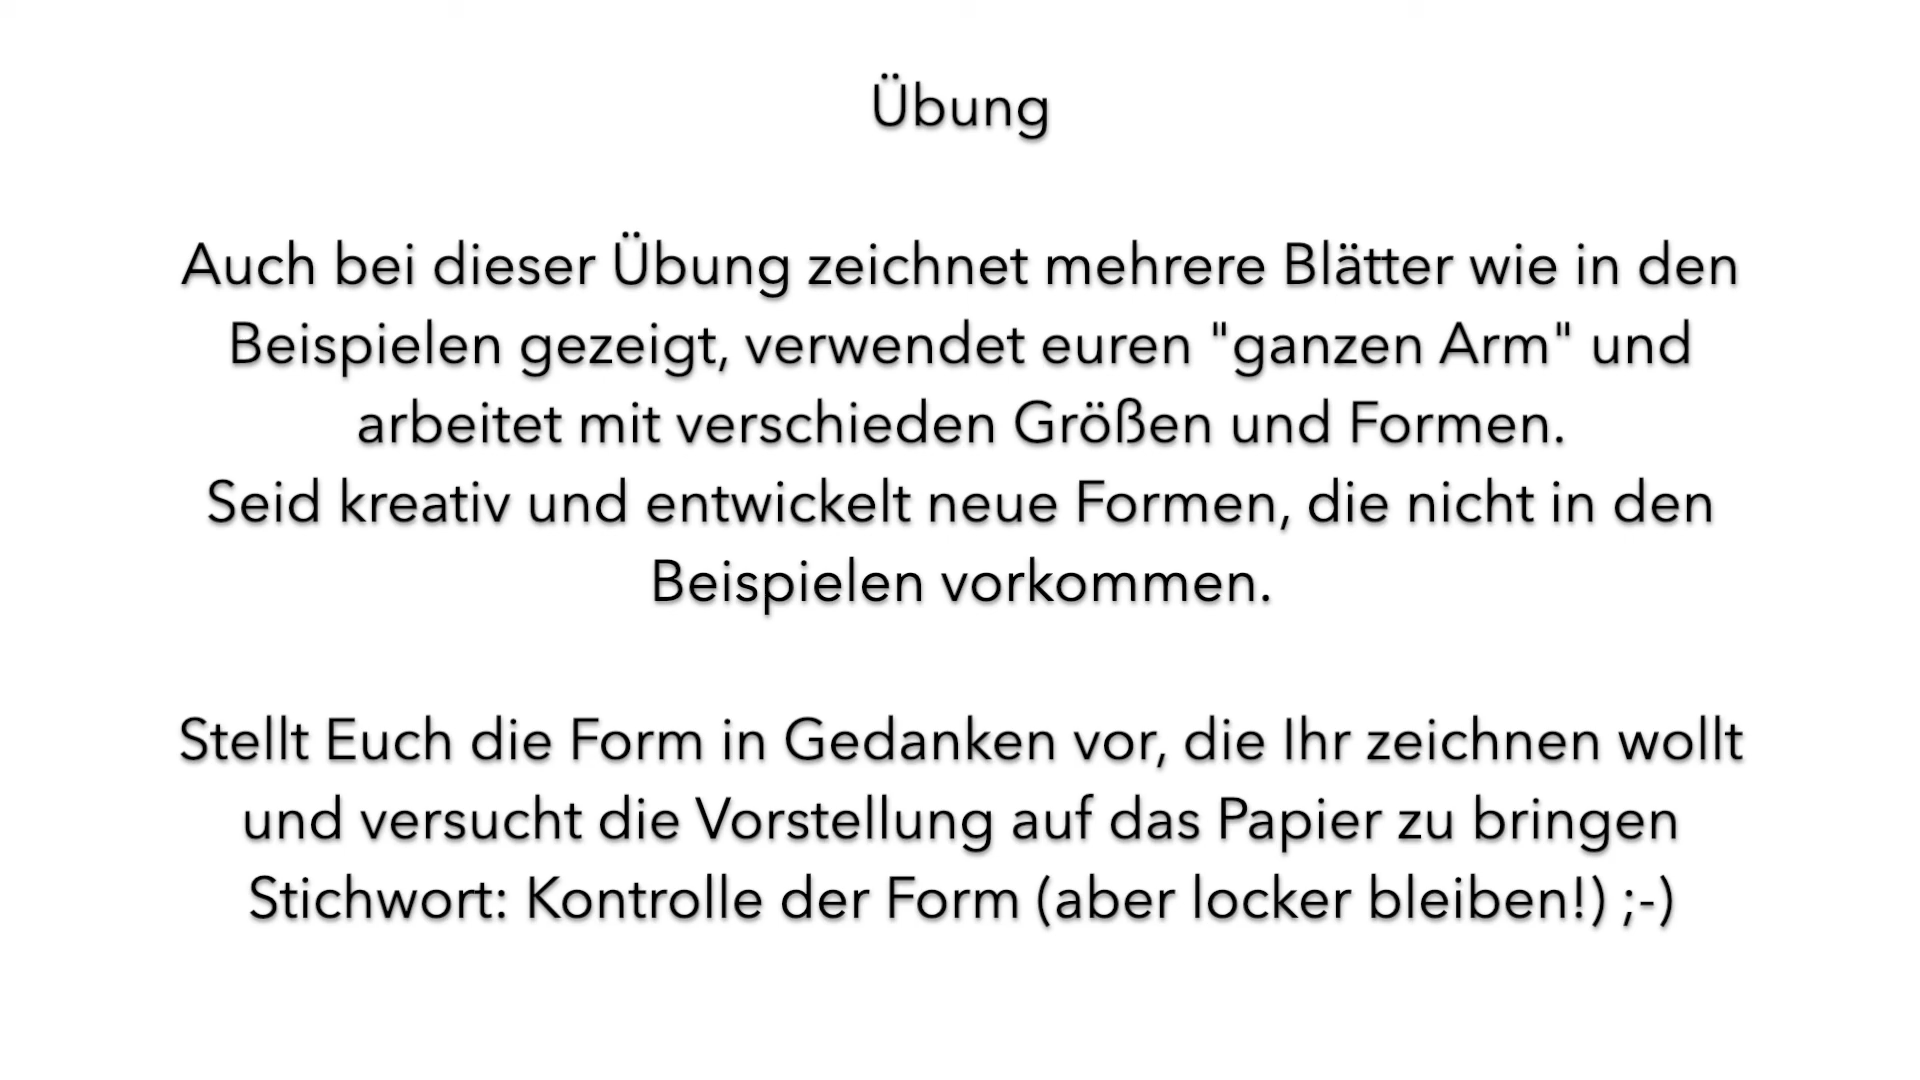 Übung
Auch bei dieser Übung zeichnet mehrere Blätter wie in den
Beispielen gezeigt, verwendet euren "ganzen Arm" und
arbeitet mit verschieden Größen und Formen.
Seid kreativ und entwickelt neue Formen, die nicht in den
Beispielen vorkommen.
Stellt Euch die Form in Gedanken vor, die Ihr zeichnen wollt
und versucht die Vorstellung auf das Papier zu bringen
Stichwort: Kontrolle der Form (aber locker bleiben!) ;-)